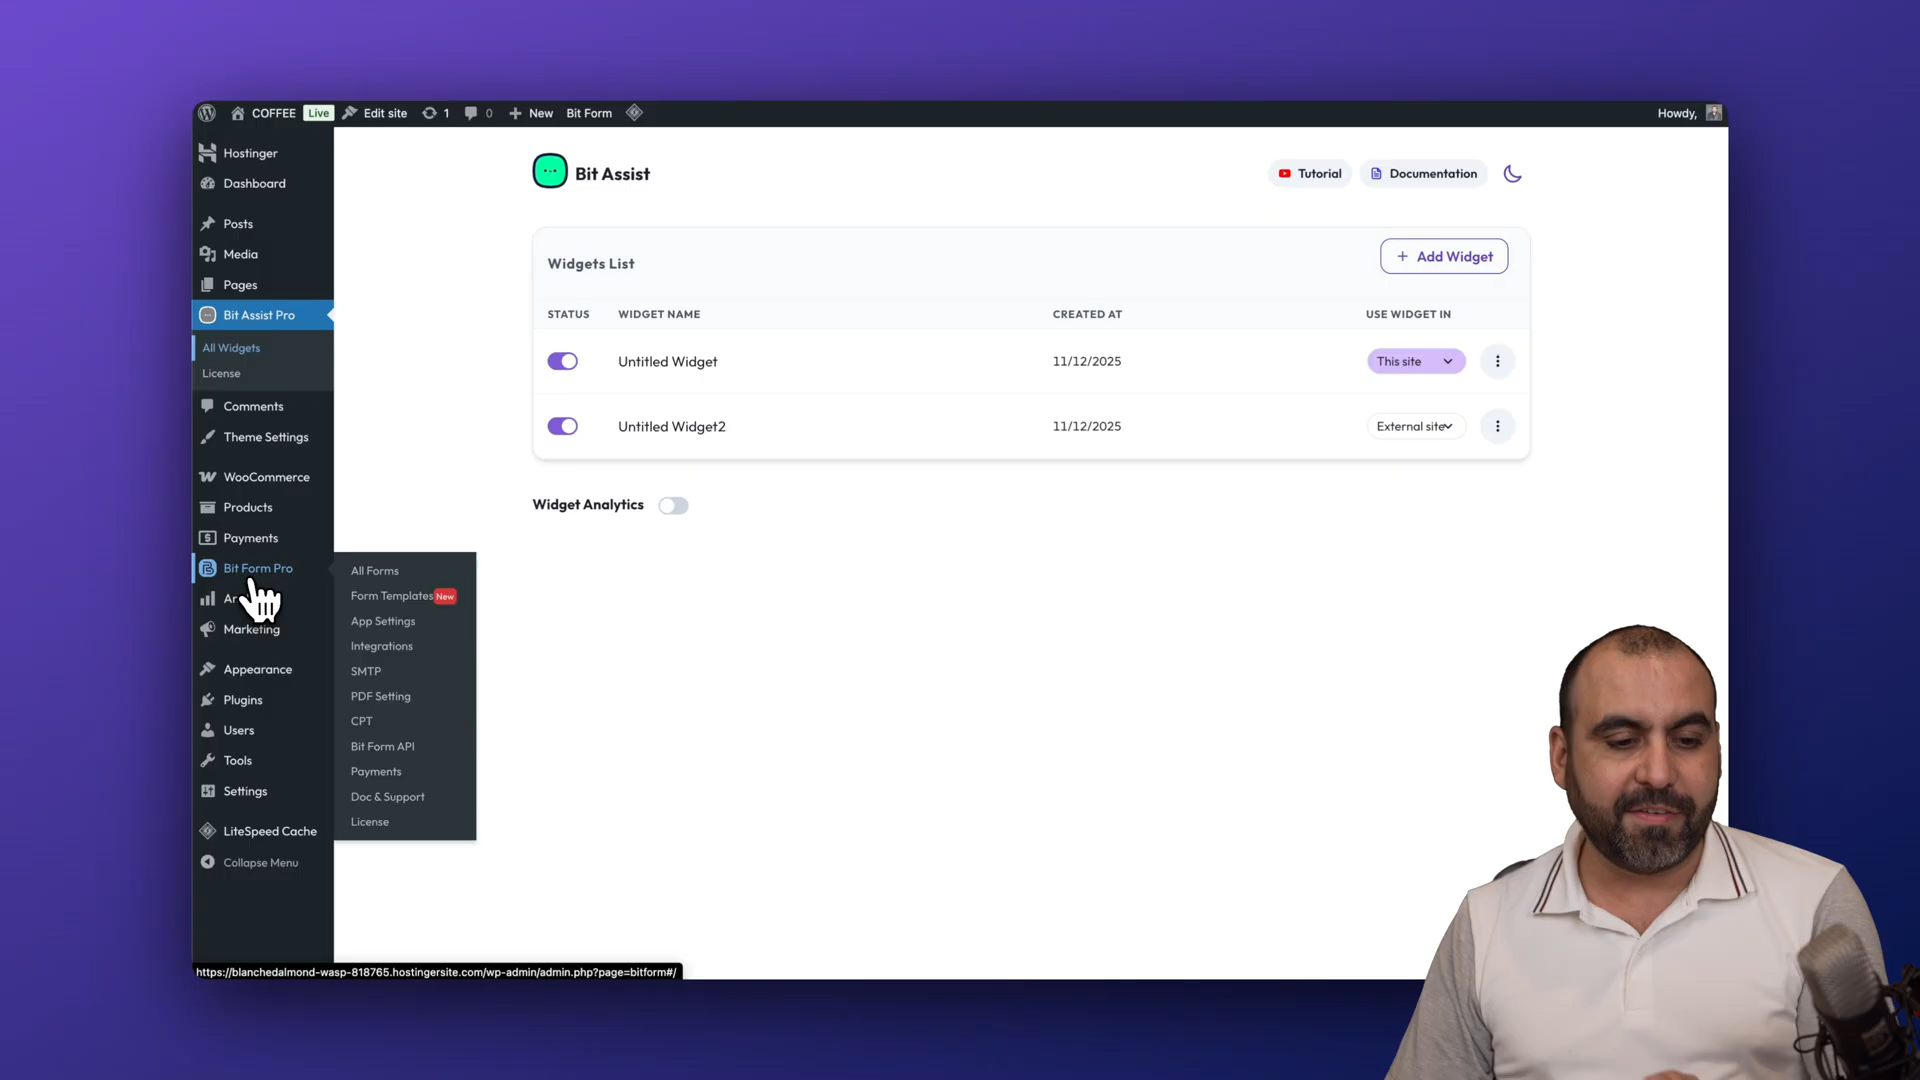 COFFEE Live Edit site 1 0 New Bit Form Howdy,
Hostinger
Dashboard
Posts
Media
Pages
Bit Assist Pro
All Widgets
License
Comments
Theme Settings
WooCommerce
Products
Payments
Bit Form Pro
Marketing
Appearance
Plugins
Users
Tools
Settings
LiteSpeed Cache
Collapse Menu
All Forms
Form Templates New
App Settings
Integrations
SMTP
PDF Setting
CPT
Bit Form API
Payments
Doc & Support
License
Bit Assist
Tutorial
Documentation
Widgets List
+ Add Widget
STATUS WIDGET NAME CREATED AT USE WIDGET IN
Untitled Widget 11/12/2025 This site
Untitled Widget2 11/12/2025 External site
Widget Analytics
https://blanchedalmond-wasp-818765.hostingersite.com/wp-admin/admin.php?page=bitform#/